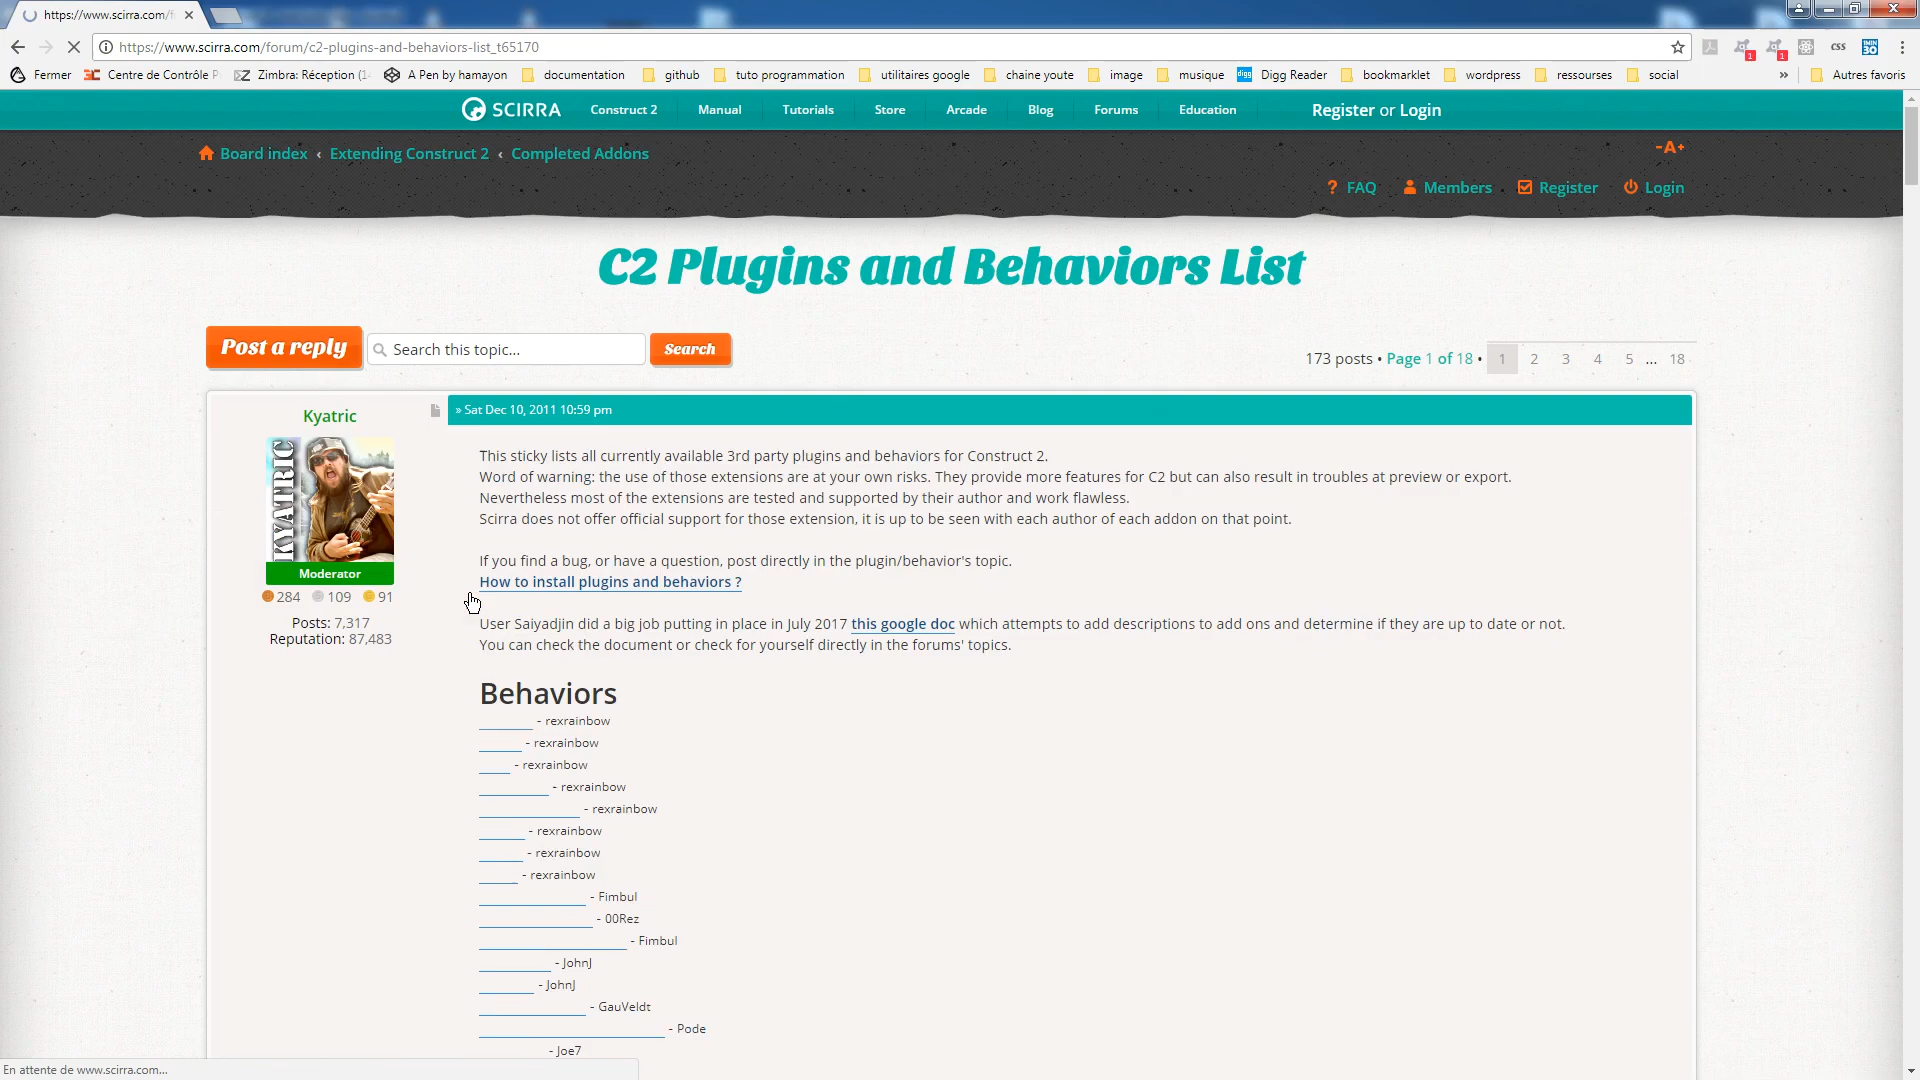 https://www.scirra.com/f
https://www.scirra.com/forum/c2-plugins-and-behaviors-list_t65170
Fermer
Centre de Contrôle
Zimbra: Réception (1
A Pen by hamayon
documentation
github
tuto programmation
utilitaires google
chaine youte
image
musique
digg
Digg Reader
bookmarklet
wordpress
ressourses
social
»
Autres favoris
1
1
css
30
SCIRRA
Construct 2
Manual
Tutorials
Store
Arcade
Blog
Forums
Education
Register or Login
Board index ‹ Extending Construct 2 ‹ Completed Addons
-A+
? FAQ
Members
Register
Login
C2 Plugins and Behaviors List
Post a reply
Search this topic...
Search
173 posts • Page 1 of 18 • 1 2 3 4 5 ... 18
Kyatric
KYATRIC
Moderator
284 109 91
Posts: 7,317
Reputation: 87,483
» Sat Dec 10, 2011 10:59 pm
This sticky lists all currently available 3rd party plugins and behaviors for Construct 2.
Word of warning: the use of those extensions are at your own risks. They provide more features for C2 but can also result in troubles at preview or export.
Nevertheless most of the extensions are tested and supported by their author and work flawless.
Scirra does not offer official support for those extension, it is up to be seen with each author of each addon on that point.
If you find a bug, or have a question, post directly in the plugin/behavior's topic.
How to install plugins and behaviors ?
User Saiyadjin did a big job putting in place in July 2017 this google doc which attempts to add descriptions to add ons and determine if they are up to date or not.
You can check the document or check for yourself directly in the forums' topics.
Behaviors
- rexrainbow
- rexrainbow
- rexrainbow
- rexrainbow
- rexrainbow
- rexrainbow
- rexrainbow
- rexrainbow
- Fimbul
- 00Rez
- Fimbul
- JohnJ
- JohnJ
- GauVeldt
- Pode
- Joe7
En attente de www.scirra.com...